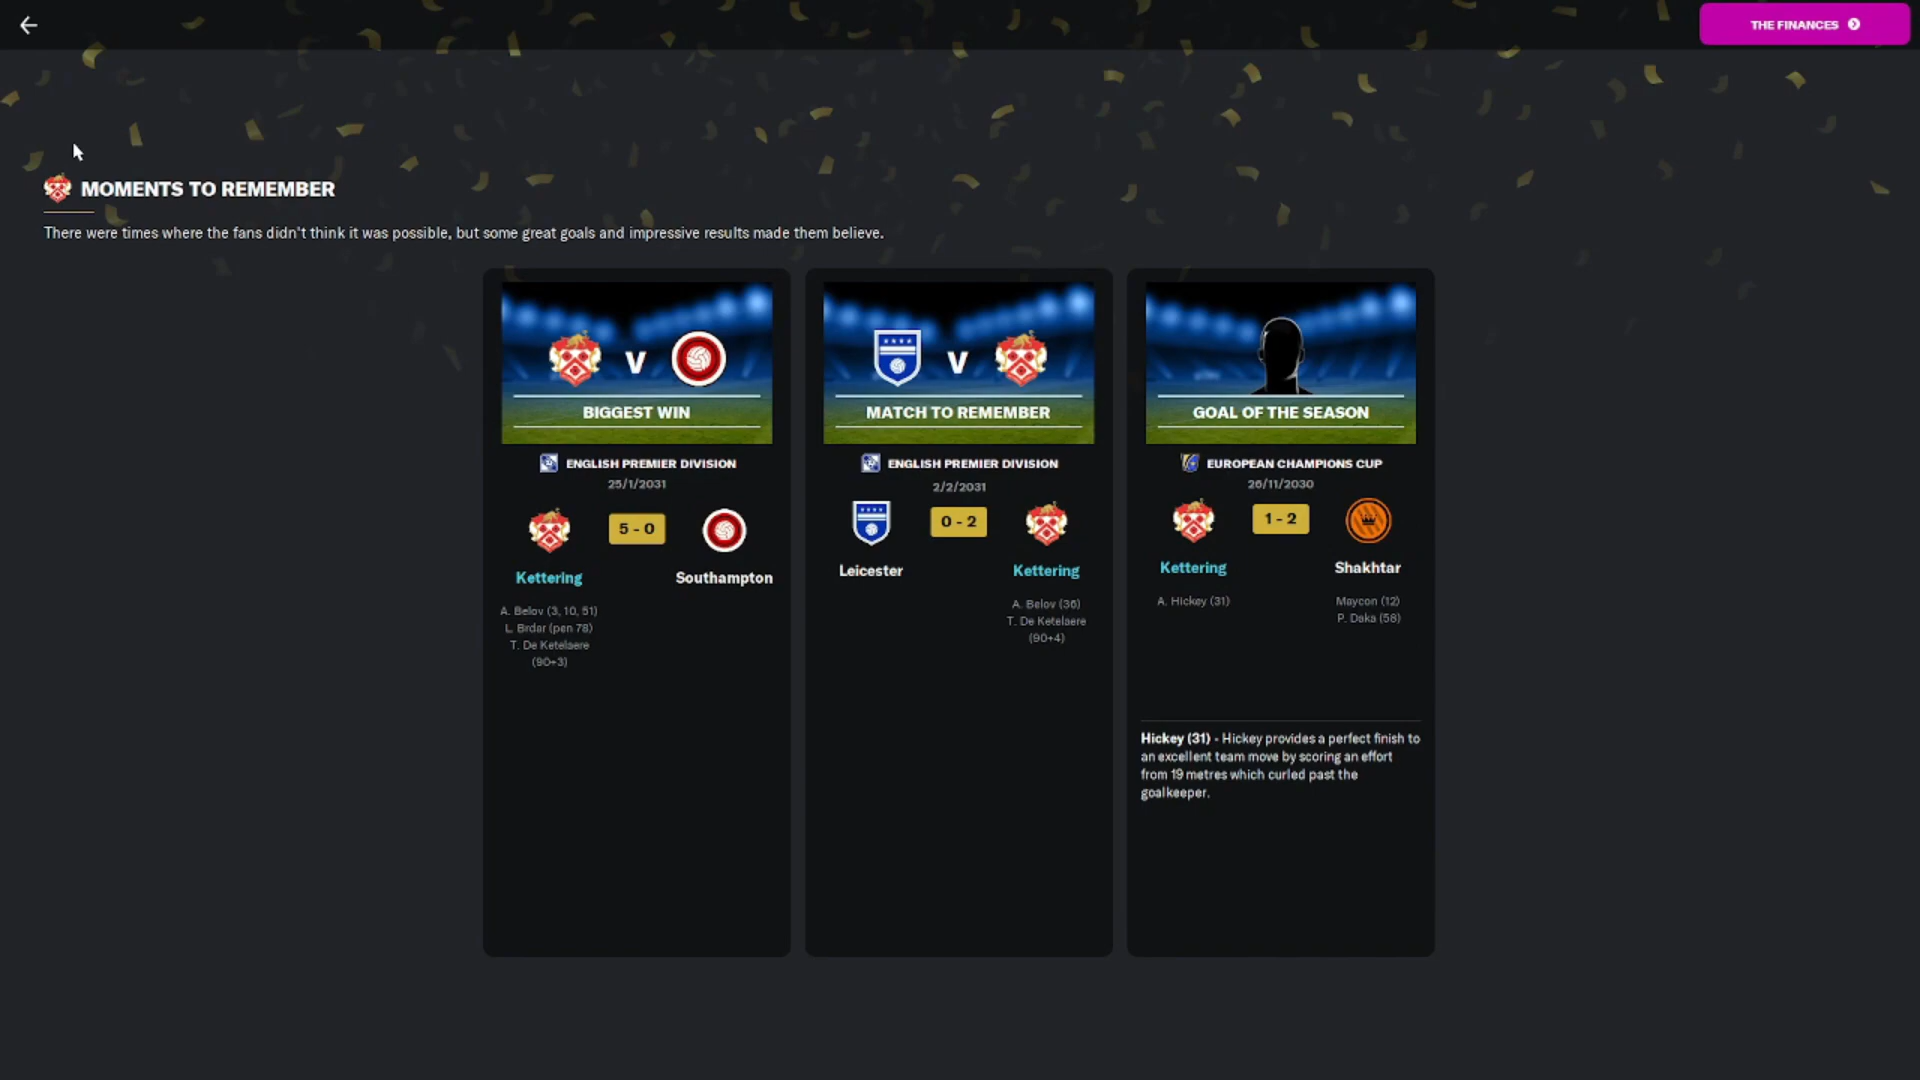 THE FINANCES
MOMENTS TO REMEMBER
There were times where the fans didn't think it was possible, but some great goals and impressive results made them believe.
V
BIGGEST WIN
ENGLISH PREMIER DIVISION
25/1/2031
5 - 0
Kettering
Southampton
A. Belov (3, 10, 51)
L. Brdar (pen 78)
T. De Ketelaere
(90+3)
V
MATCH TO REMEMBER
ENGLISH PREMIER DIVISION
2/2/2031
0 - 2
Leicester
Kettering
A. Belov (36)
T. De Ketelaere
(90+4)
GOAL OF THE SEASON
EUROPEAN CHAMPIONS CUP
26/11/2030
1 - 2
Kettering
Shakhtar
A. Hickey (31)
Maycon (12)
P. Daka (58)
Hickey (31) - Hickey provides a perfect finish to
an excellent team move by scoring an effort
from 19 metres which curled past the
goalkeeper.